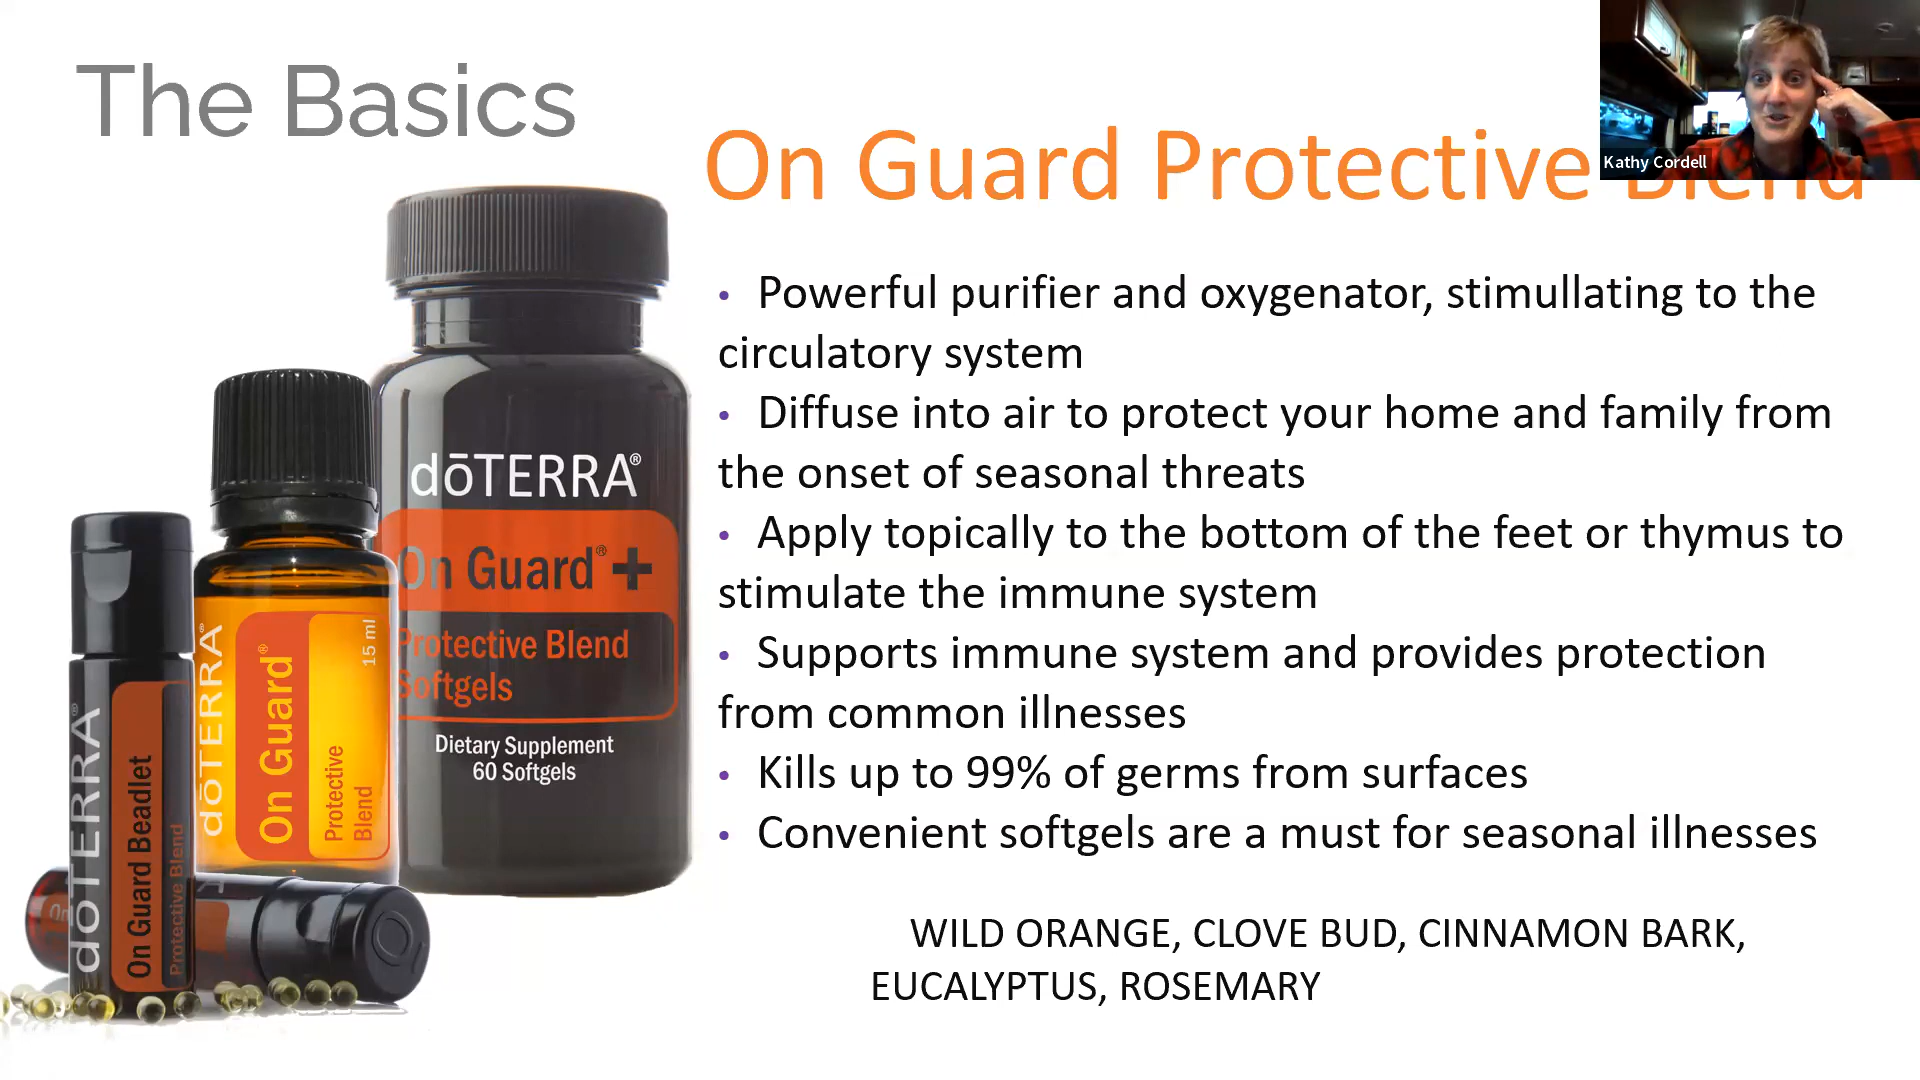 The Basics
Kathy Cordell
On Guard Protective Blend
• Powerful purifier and oxygenator, stimullating to the
circulatory system
• Diffuse into air to protect your home and family from
the onset of seasonal threats
• Apply topically to the bottom of the feet or thymus to
stimulate the immune system
• Supports immune system and provides protection
from common illnesses
• Kills up to 99% of germs from surfaces
• Convenient softgels are a must for seasonal illnesses
WILD ORANGE, CLOVE BUD, CINNAMON BARK,
EUCALYPTUS, ROSEMARY
dōTERRA®
On Guard®+
Protective Blend
Softgels
Dietary Supplement
60 Softgels
dōTERRA®
On Guard®
Protective
Blend
15 ml
dōTERRA®
On Guard Beadlet
Protective Blend
On